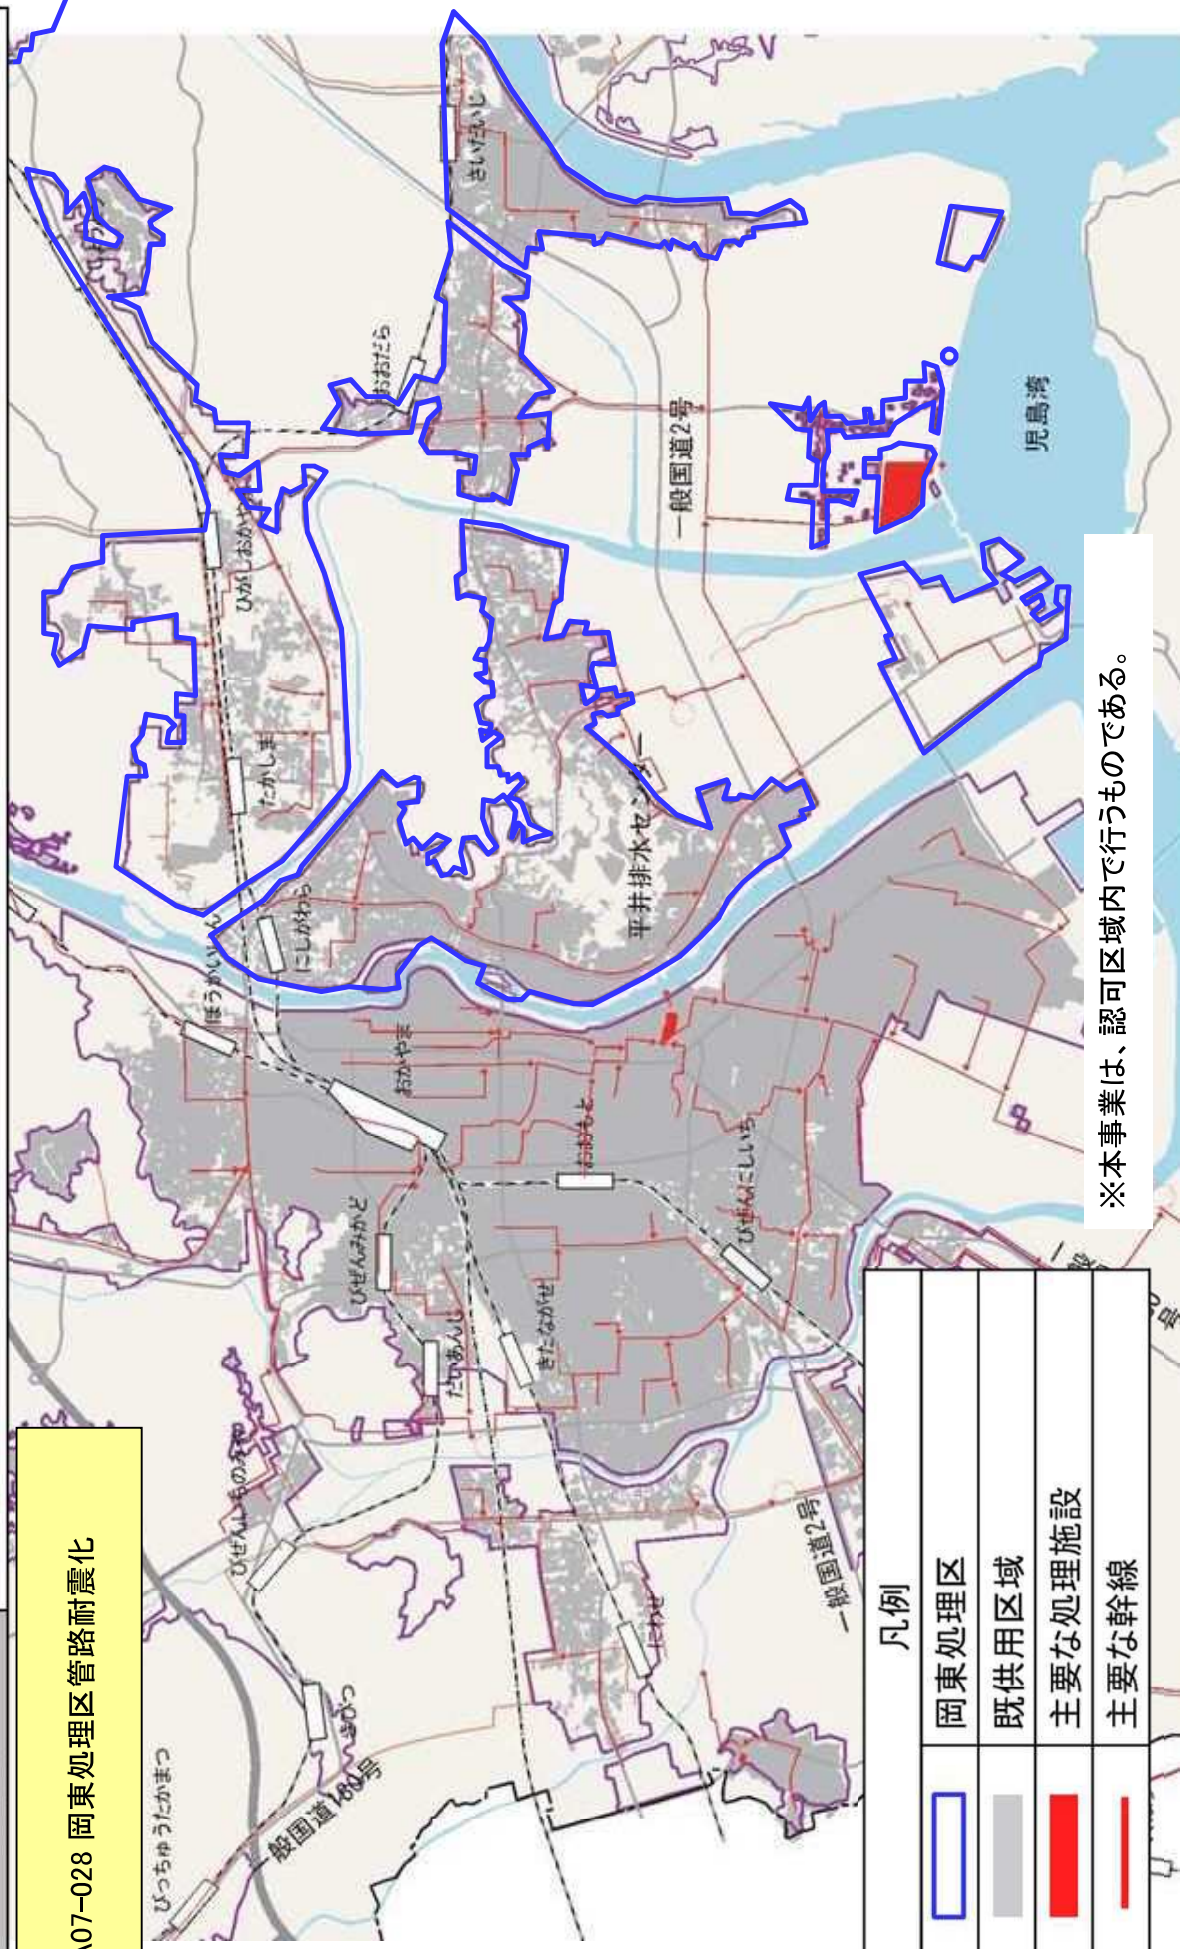 A07-028 岡東処理区管路耐震化
びっちゅうたかまつ
一般国道180号
きびつ
びぜんいちのみや
にわせ
一般国道2号
だいあんじ
びぜんみかど
きたながせ
びぜんにしいち
おおもと
おかやま
ほうかいいん
にしがわら
たかしま
ひがしおかやま
平井排水センター
おおだら
さいだいじ
一般国道2号
児島湾
※本事業は、認可区域内で行うものである。
凡例
岡東処理区
既供用区域
主要な処理施設
主要な幹線